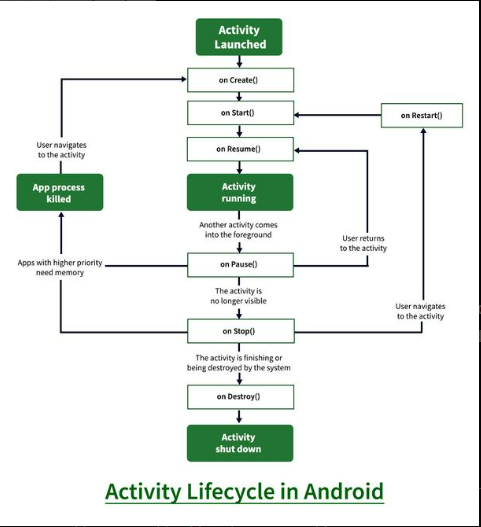 Activity
Launched
on Create()
on Start()
on Restart()
on Resume()
User navigates
to the activity
App process
killed
Activity
running
Another activity comes
into the foreground
User returns
to the activity
Apps with higher priority
need memory
on Pause()
The activity is
no longer visible
User navigates
to the activity
on Stop()
The activity is finishing or
being destroyed by the system
on Destroy()
Activity
shut down
Activity Lifecycle in Android